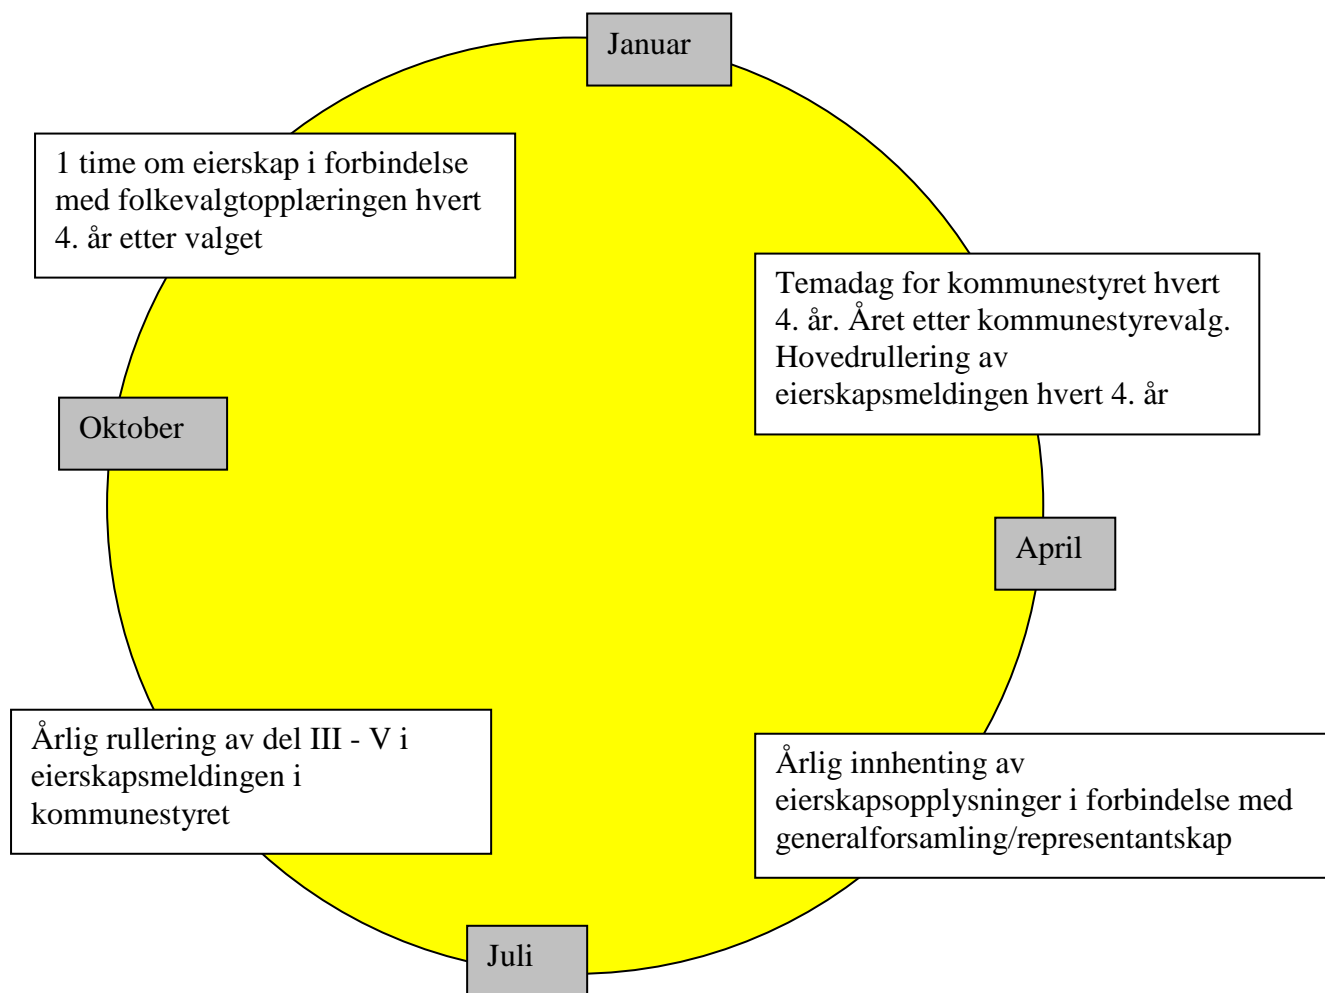 Januar
1 time om eierskap i forbindelse
med folkevalgtopplæringen hvert
4. år etter valget
Temadag for kommunestyret hvert
4. år. Året etter kommunestyrevalg.
Hovedrullering av
eierskapsmeldingen hvert 4. år
Oktober
April
Årlig rullering av del III - V i
eierskapsmeldingen i
kommunestyret
Årlig innhenting av
eierskapsopplysninger i forbindelse med
generalforsamling/representantskap
Juli